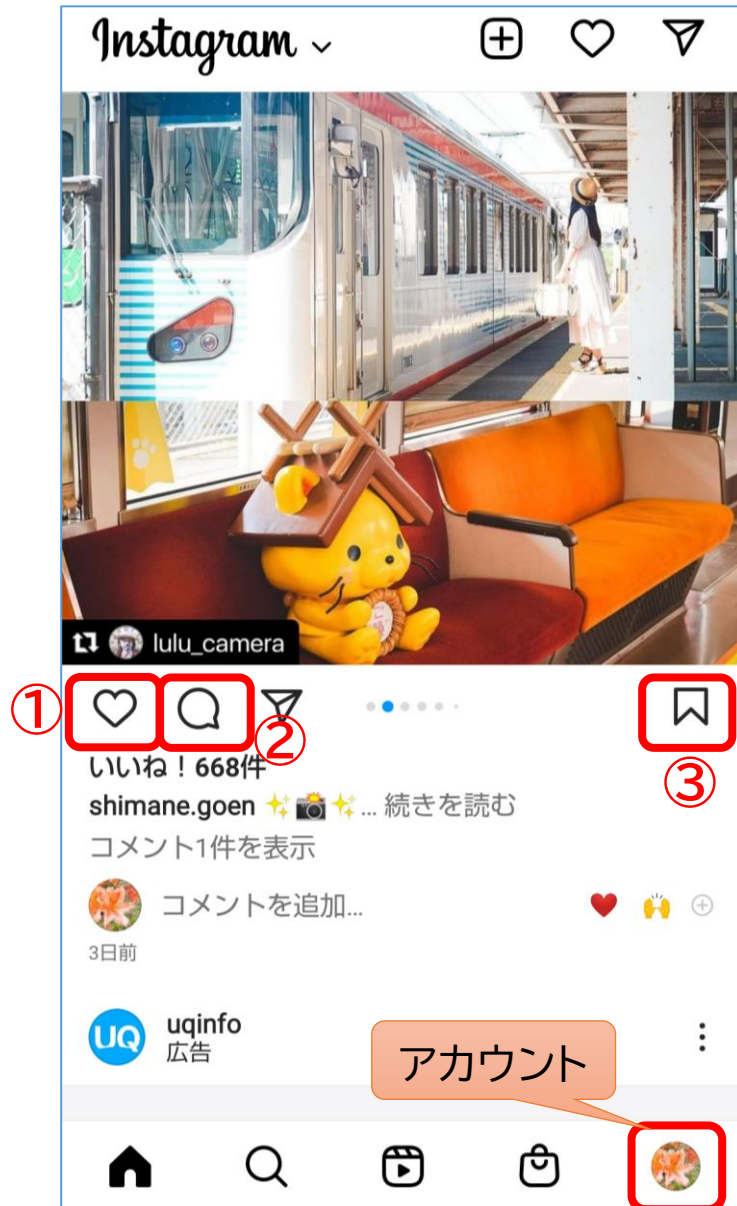 Instagram
lulu_camera
①
②
いいね！668件
③
shimane.goen ✨📸✨... 続きを読む
コメント1件を表示
コメントを追加...
3日前
UQ
uqinfo
広告
アカウント